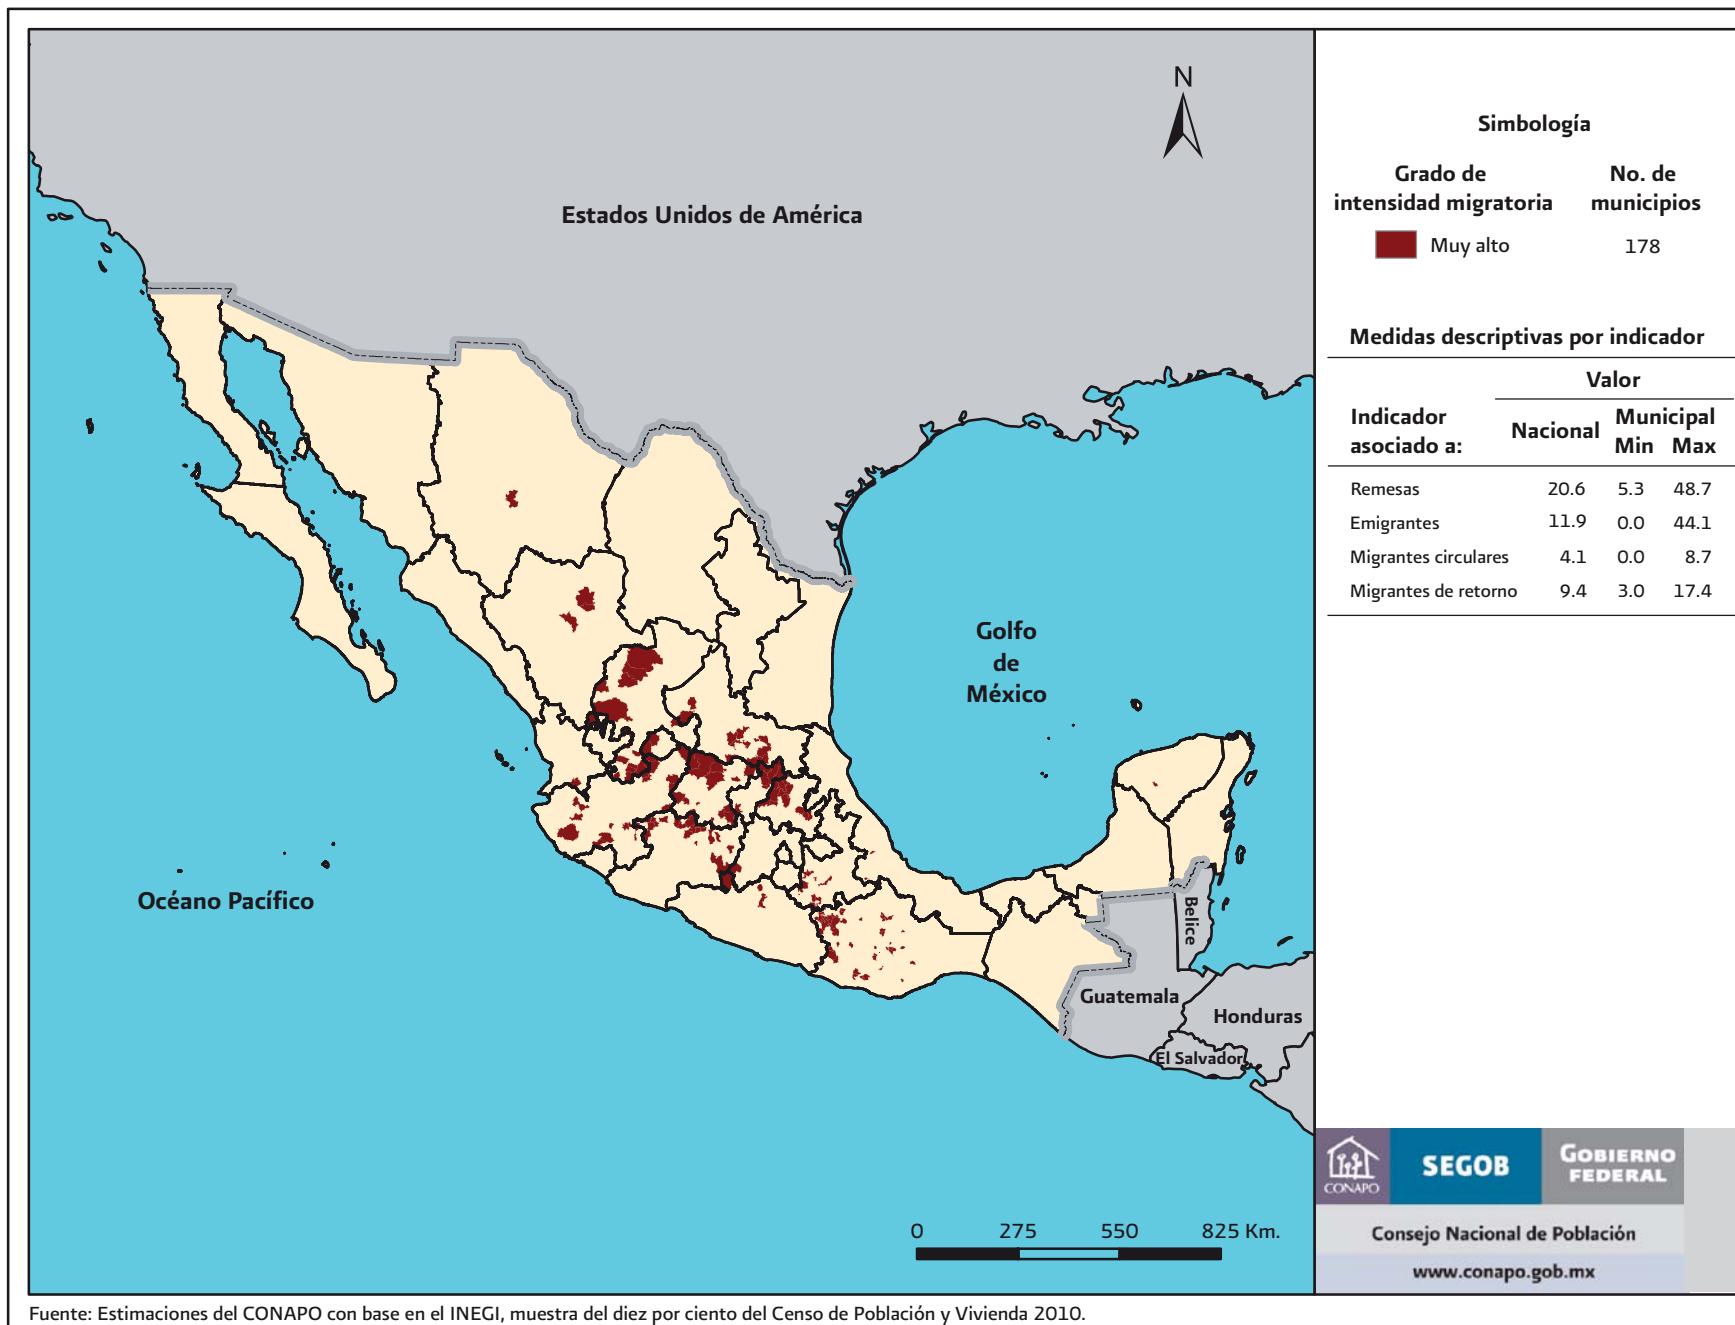 N
Estados Unidos de América
Golfo
de
México
Océano Pacífico
Belice
Guatemala
Honduras
El Salvador
0 275 550 825 Km.
Simbología
Grado de intensidad migratoria
No. de municipios
Muy alto 178
Medidas descriptivas por indicador
Valor
Indicador asociado a:
Nacional
Municipal
Min Max
Remesas 20.6 5.3 48.7
Emigrantes 11.9 0.0 44.1
Migrantes circulares 4.1 0.0 8.7
Migrantes de retorno 9.4 3.0 17.4
CONAPO
SEGOB
GOBIERNO
FEDERAL
Consejo Nacional de Población
www.conapo.gob.mx
Fuente: Estimaciones del CONAPO con base en el INEGI, muestra del diez por ciento del Censo de Población y Vivienda 2010.